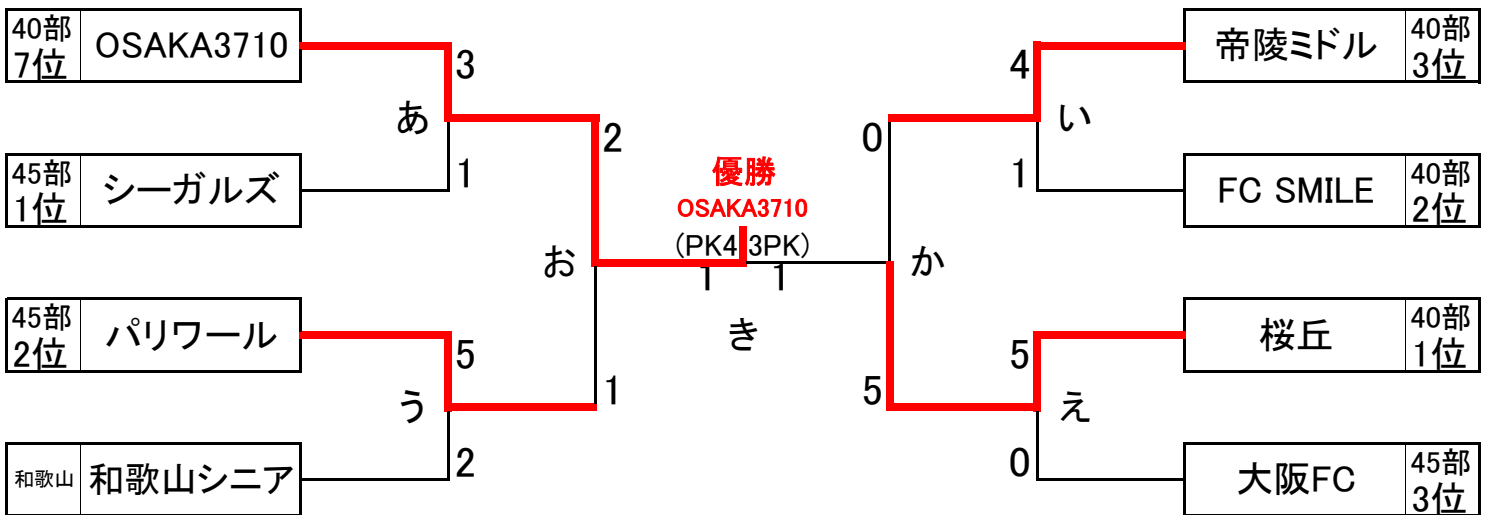 40部
7位
OSAKA3710
3
あ
1
45部
1位
シーガルズ
2
お
1
45部
2位
パリワール
5
う
2
和歌山
和歌山シニア
優勝
OSAKA3710
(PK4 3PK)
1 1
き
帝陵ミドル
40部
3位
4
い
1
FC SMILE
40部
2位
0
か
5
桜丘
40部
1位
5
え
0
大阪FC
45部
3位